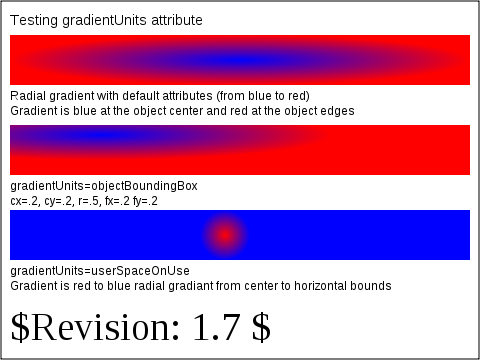 Testing gradientUnits attribute
Radial gradient with default attributes (from blue to red)
Gradient is blue at the object center and red at the object edges
gradientUnits=objectBoundingBox
cx=.2, cy=.2, r=.5, fx=.2 fy=.2
gradientUnits=userSpaceOnUse
Gradient is red to blue radial gradiant from center to horizontal bounds
$Revision: 1.7 $